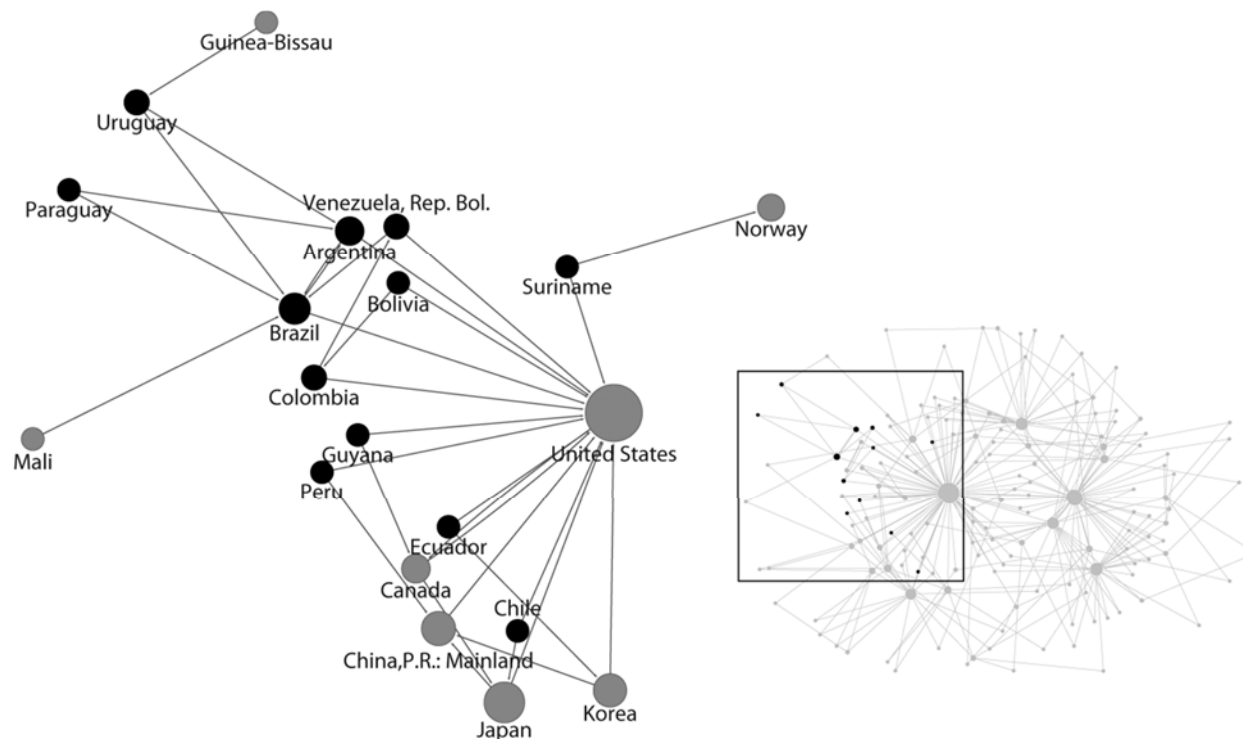 Guinea-Bissau
Uruguay
Paraguay
Venezuela, Rep. Bol.
Norway
Argentina
Suricame
Bolivia
Brazil
Colombia
Mali
Guyana
United States
Peru
Ecuador
Canada
Chile
China,P.R.: Mainland
Korea
Japan